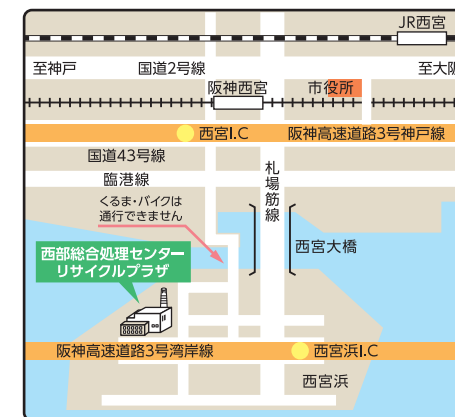 JR西宮
至神戸
国道2号線
至大阪
阪神西宮
市役所
西宮I.C
阪神高速道路3号神戸線
国道43号線
札場筋線
臨港線
くるま・バイクは
通行できません
西宮大橋
西部総合処理センター
リサイクルプラザ
阪神高速道路3号湾岸線
西宮浜I.C
西宮浜